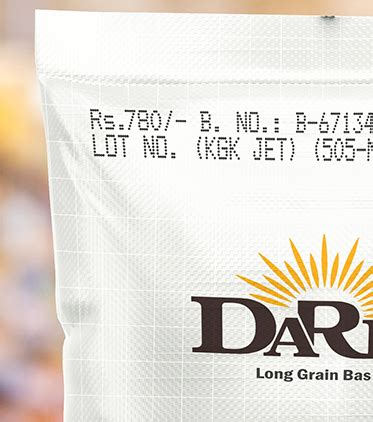 Rs.780/- B. NO.: B-67134
LOT NO. (KGK JET) (505-M
DAR
Long Grain Bas